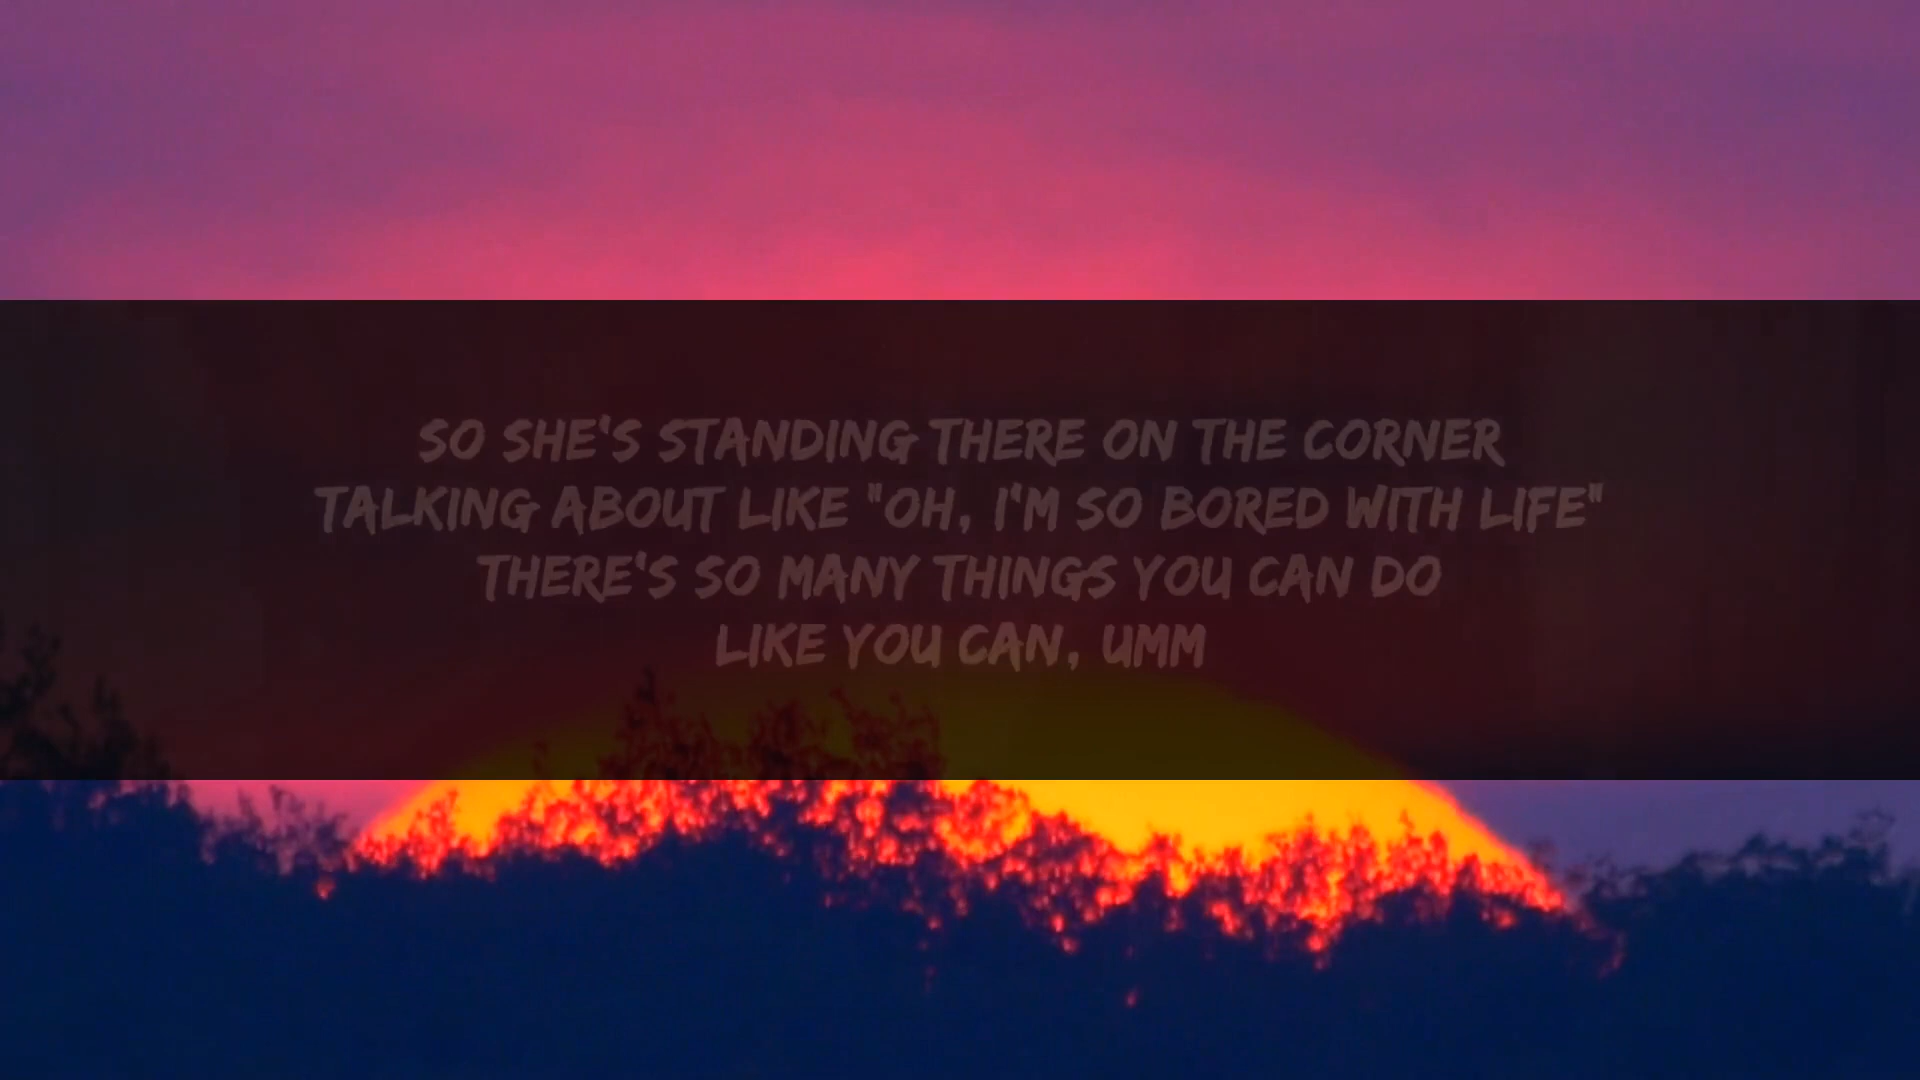 SO SHE'S STANDING THERE ON THE CORNER
TALKING ABOUT LIKE "OH, I'M SO BORED WITH LIFE"
THERE'S SO MANY THINGS YOU CAN DO
LIKE YOU CAN, UMM